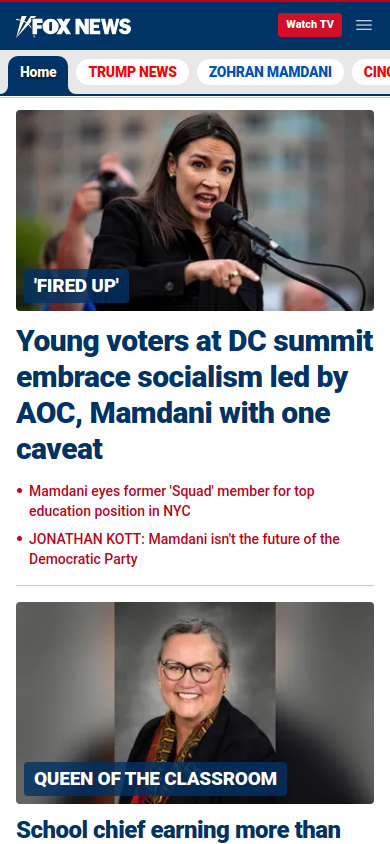 FOX NEWS
Watch TV
Home
TRUMP NEWS
ZOHRAN MAMDANI
'FIRED UP'
Young voters at DC summit
embrace socialism led by
AOC, Mamdani with one
caveat
• Mamdani eyes former 'Squad' member for top
education position in NYC
• JONATHAN KOTT: Mamdani isn't the future of the
Democratic Party
QUEEN OF THE CLASSROOM
School chief earning more than